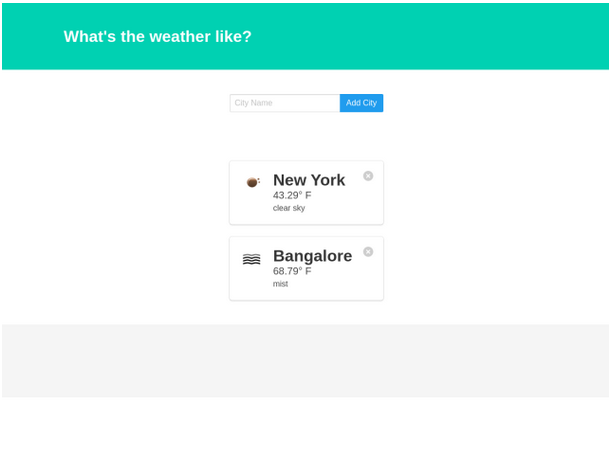 What's the weather like?
City Name
Add City
New York
43.29° F
clear sky
Bangalore
68.79° F
mist